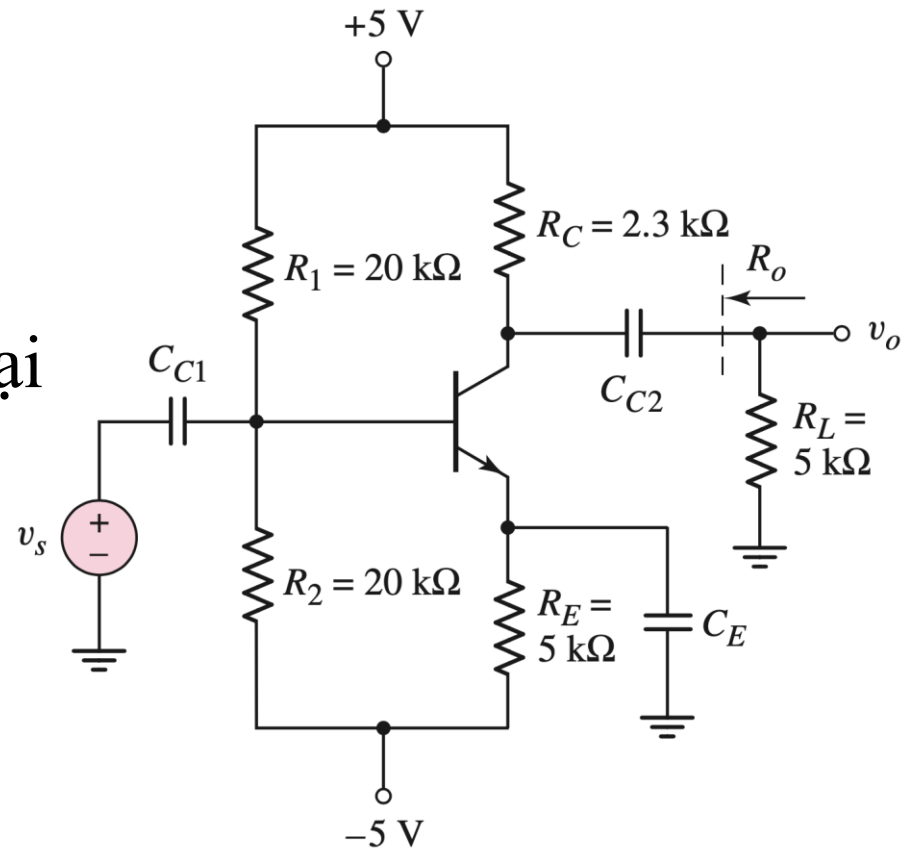 +5 V
R_C = 2.3 kΩ
R_1 = 20 kΩ
R_o
v_o
ại
C_C1
C_C2
R_L =
5 kΩ
+
−
v_s
R_2 = 20 kΩ
R_E =
5 kΩ
C_E
−5 V